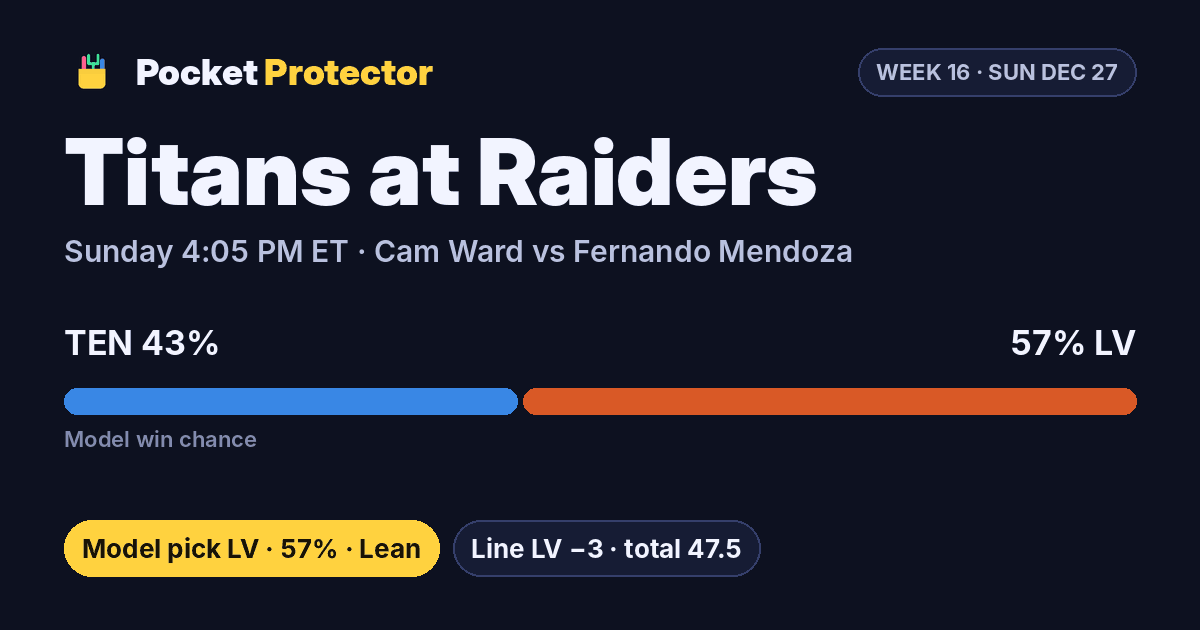 Pocket Protector
WEEK 16 · SUN DEC 27
Titans at Raiders
Sunday 4:05 PM ET · Cam Ward vs Fernando Mendoza
TEN 43%
57% LV
Model win chance
Model pick LV · 57% · Lean
Line LV −3 · total 47.5